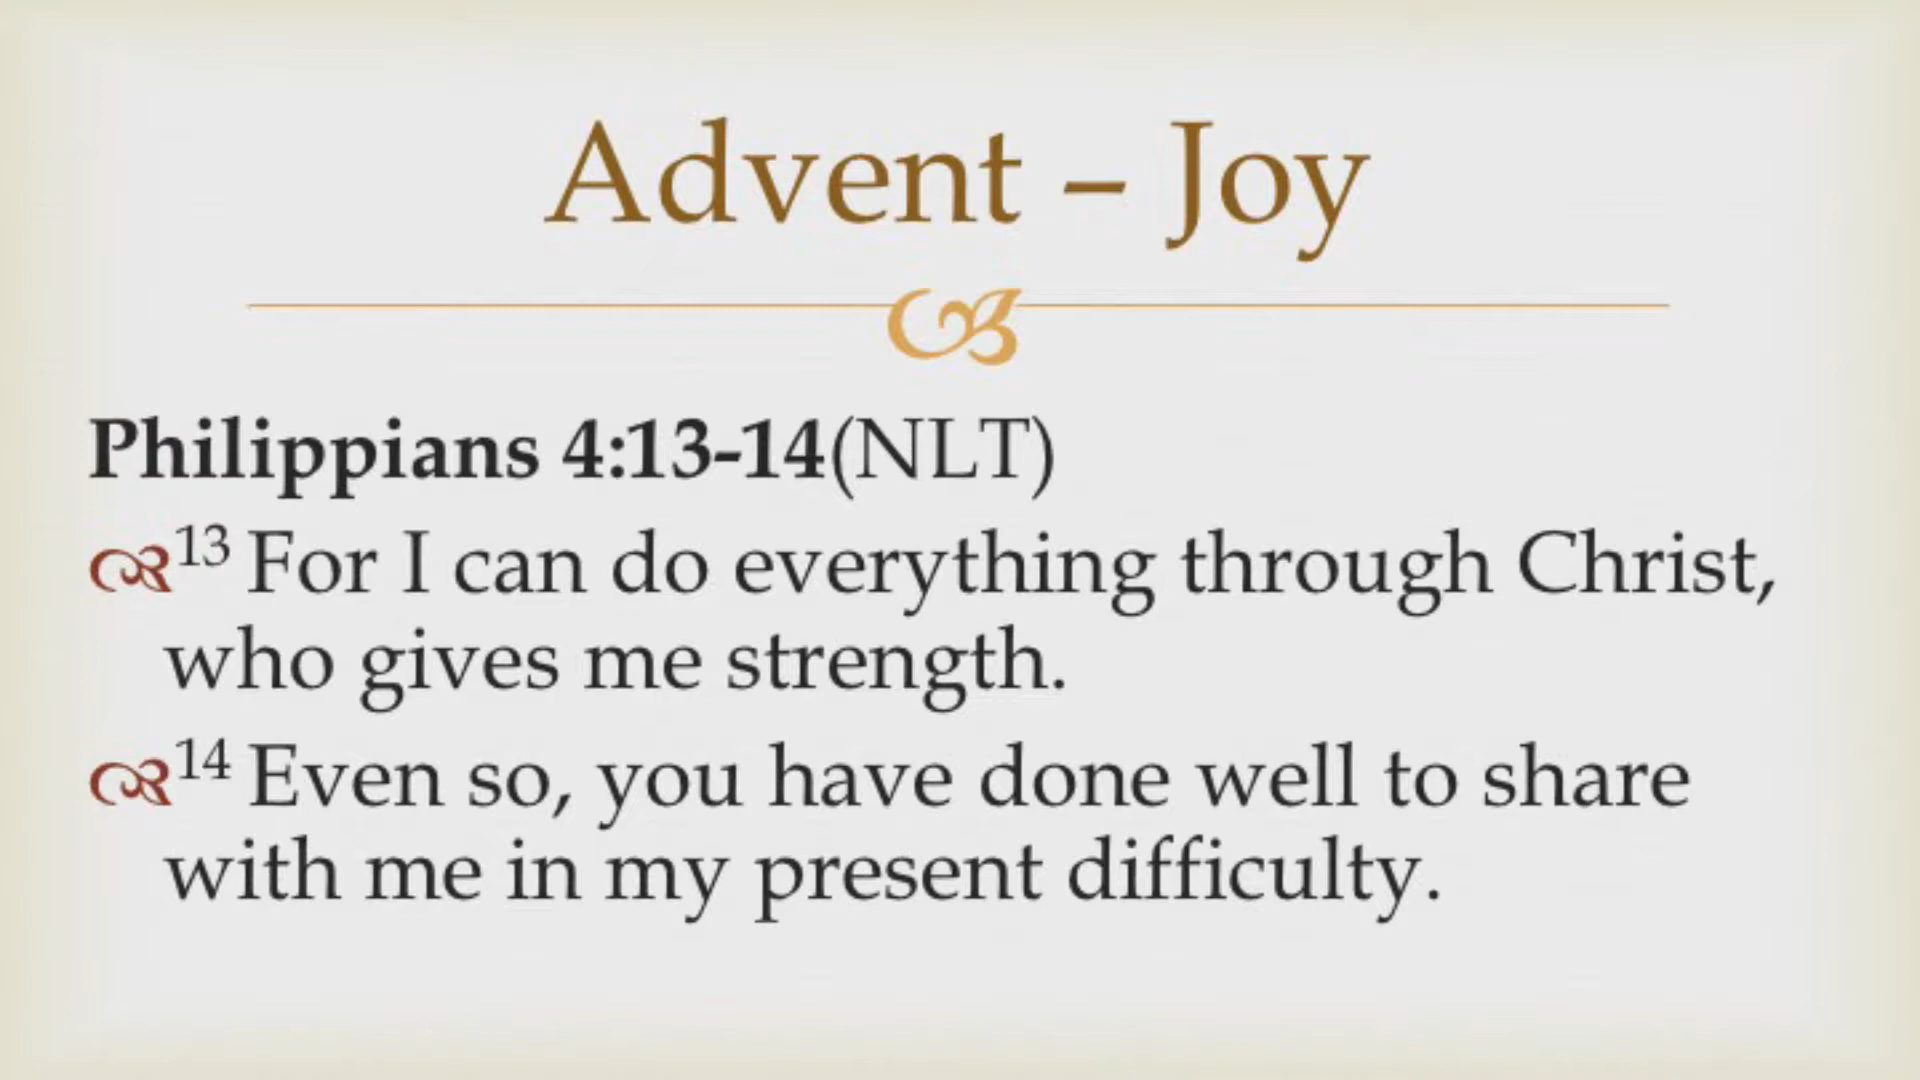 Advent – Joy
Philippians 4:13-14(NLT)
13 For I can do everything through Christ,
who gives me strength.
14 Even so, you have done well to share
with me in my present difficulty.